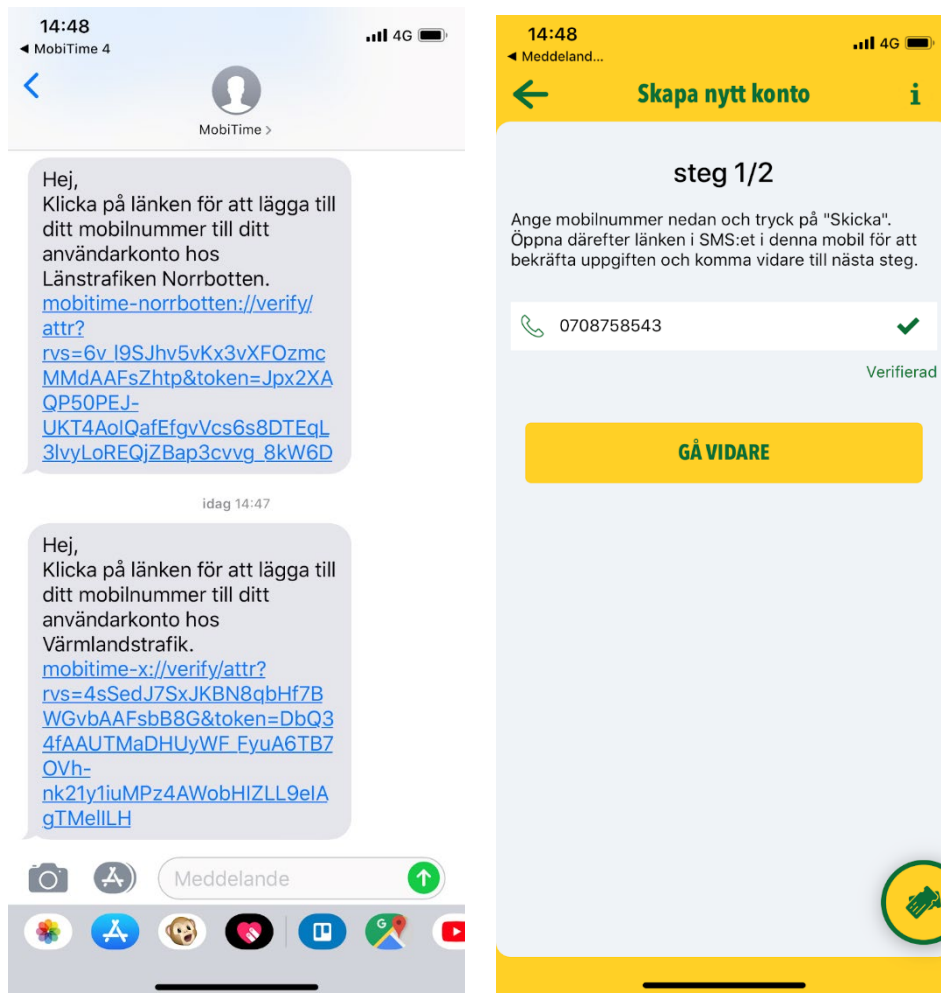 14:48
4G
◀ MobiTime 4
MobiTime >
Hej,
Klicka på länken för att lägga till
ditt mobilnummer till ditt
användarkonto hos
Länstrafiken Norrbotten.
mobitime-norrbotten://verify/
attr?
rvs=6v_l9SJhv5vKx3vXFOzmc
MMdAAFsZhtp&token=Jpx2XA
QP50PEJ-
UKT4AoIQafEfgvVcs6s8DTEqL
3lvyLoREQjZBap3cvvg_8kW6D
idag 14:47
Hej,
Klicka på länken för att lägga till
ditt mobilnummer till ditt
användarkonto hos
Värmlandstrafik.
mobitime-x://verify/attr?
rvs=4sSedJ7SxJKBN8qbHf7B
WGvbAAFsbB8G&token=DbQ3
4fAAUTMaDHUyWF_FyuA6TB7
OVh-
nk21y1iuMPz4AWobHIZLL9eIA
gTMellLH
Meddelande
14:48
4G
◀ Meddeland...
Skapa nytt konto
i
steg 1/2
Ange mobilnummer nedan och tryck på "Skicka".
Öppna därefter länken i SMS:et i denna mobil för att
bekräfta uppgiften och komma vidare till nästa steg.
0708758543
Verifierad
GÅ VIDARE